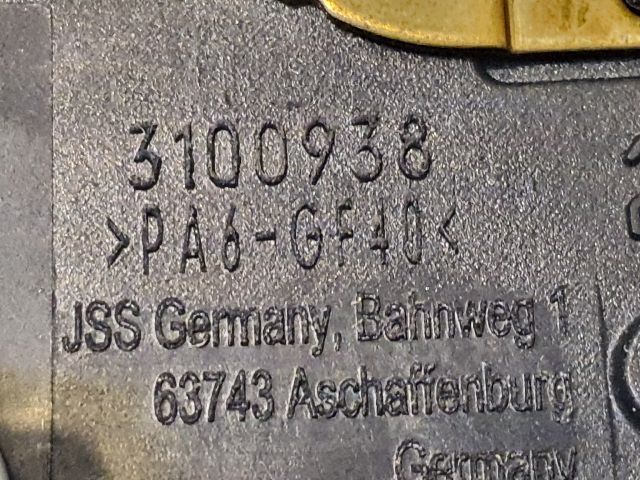 3100938
>PA6-GF40<
JSS Germany, Bahnweg 1
63743 Aschaffenburg
Germany